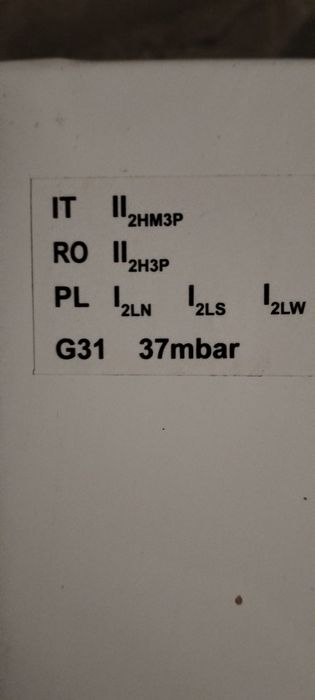 IT II2HM3P
RO II2H3P
PL I2LN I2LS I2LW
G31 37mbar